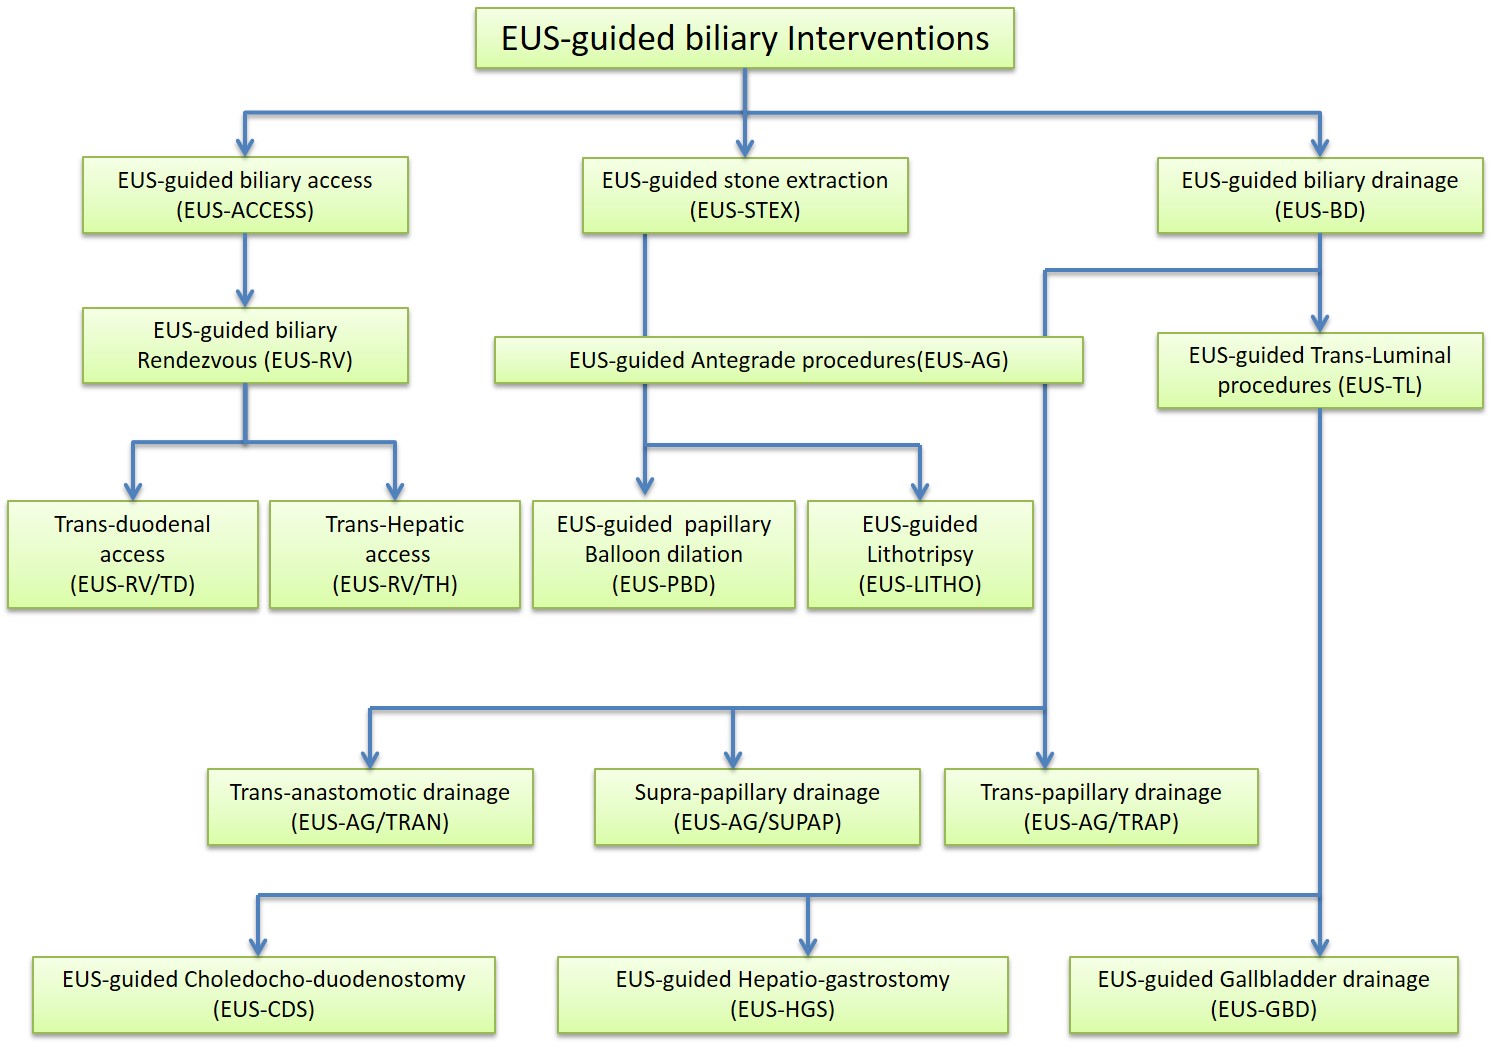 EUS-guided biliary Interventions
EUS-guided biliary access
(EUS-ACCESS)
EUS-guided stone extraction
(EUS-STEX)
EUS-guided biliary drainage
(EUS-BD)
EUS-guided biliary
Rendezvous (EUS-RV)
EUS-guided Antegrade procedures(EUS-AG)
EUS-guided Trans-Luminal
procedures (EUS-TL)
Trans-duodenal
access
(EUS-RV/TD)
Trans-Hepatic
access
(EUS-RV/TH)
EUS-guided  papillary
Balloon dilation
(EUS-PBD)
EUS-guided
Lithotripsy
(EUS-LITHO)
Trans-anastomotic drainage
(EUS-AG/TRAN)
Supra-papillary drainage
(EUS-AG/SUPAP)
Trans-papillary drainage
(EUS-AG/TRAP)
EUS-guided Choledocho-duodenostomy
(EUS-CDS)
EUS-guided Hepatio-gastrostomy
(EUS-HGS)
EUS-guided Gallbladder drainage
(EUS-GBD)